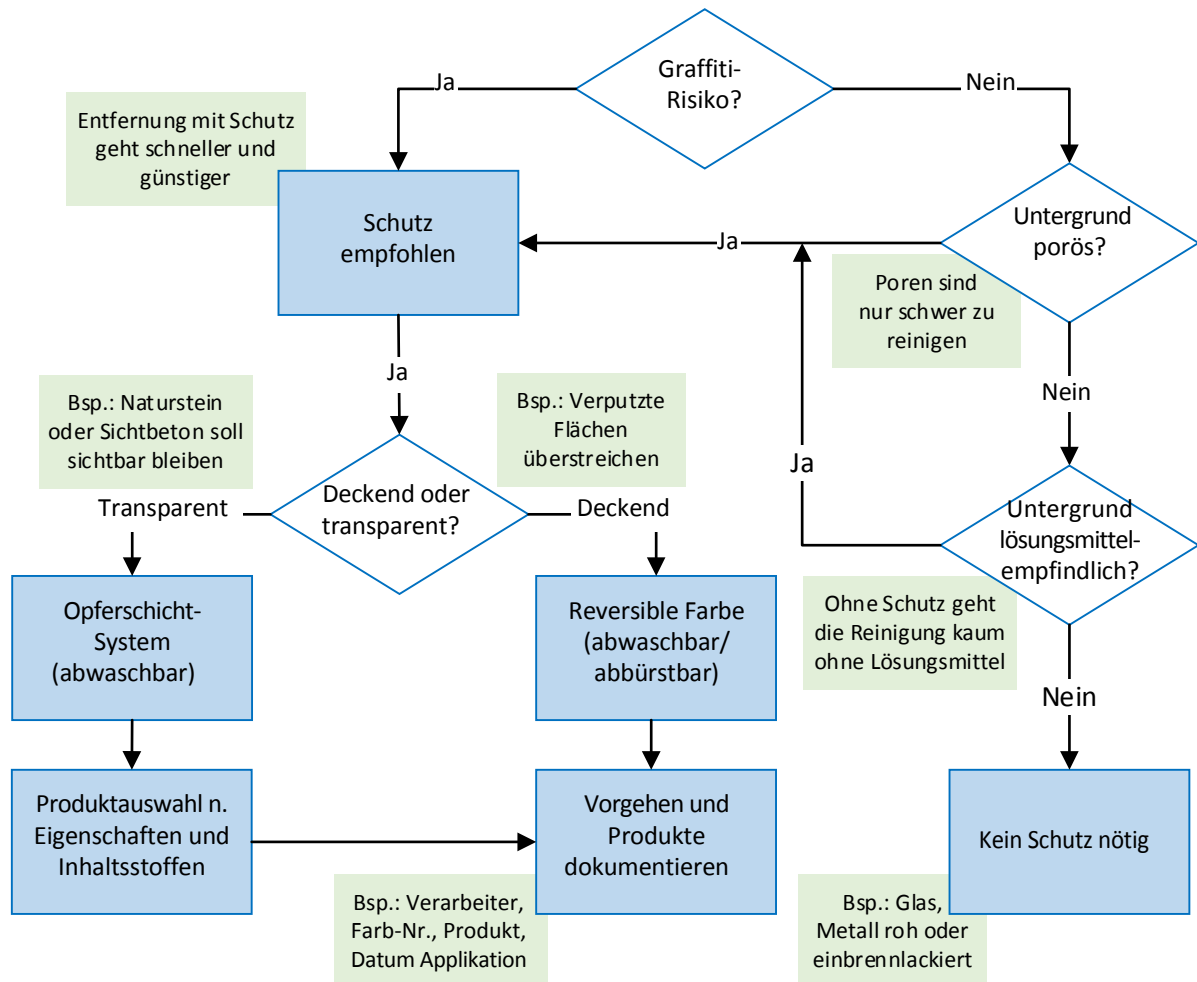 Graffiti-
Risiko?
Ja
Nein
Entfernung mit Schutz
geht schneller und
günstiger
Schutz
empfohlen
Ja
Untergrund
porös?
Poren sind
nur schwer zu
reinigen
Ja
Nein
Bsp.: Naturstein
oder Sichtbeton soll
sichtbar bleiben
Bsp.: Verputzte
Flächen
überstreichen
Ja
Transparent
Deckend oder
transparent?
Deckend
Untergrund
lösungsmittel-
empfindlich?
Opferschicht-
System
(abwaschbar)
Reversible Farbe
(abwaschbar/
abbürstbar)
Ohne Schutz geht
die Reinigung kaum
ohne Lösungsmittel
Nein
Produktauswahl n.
Eigenschaften und
Inhaltsstoffen
Vorgehen und
Produkte
dokumentieren
Kein Schutz nötig
Bsp.: Verarbeiter,
Farb-Nr., Produkt,
Datum Applikation
Bsp.: Glas,
Metall roh oder
einbrennlackiert